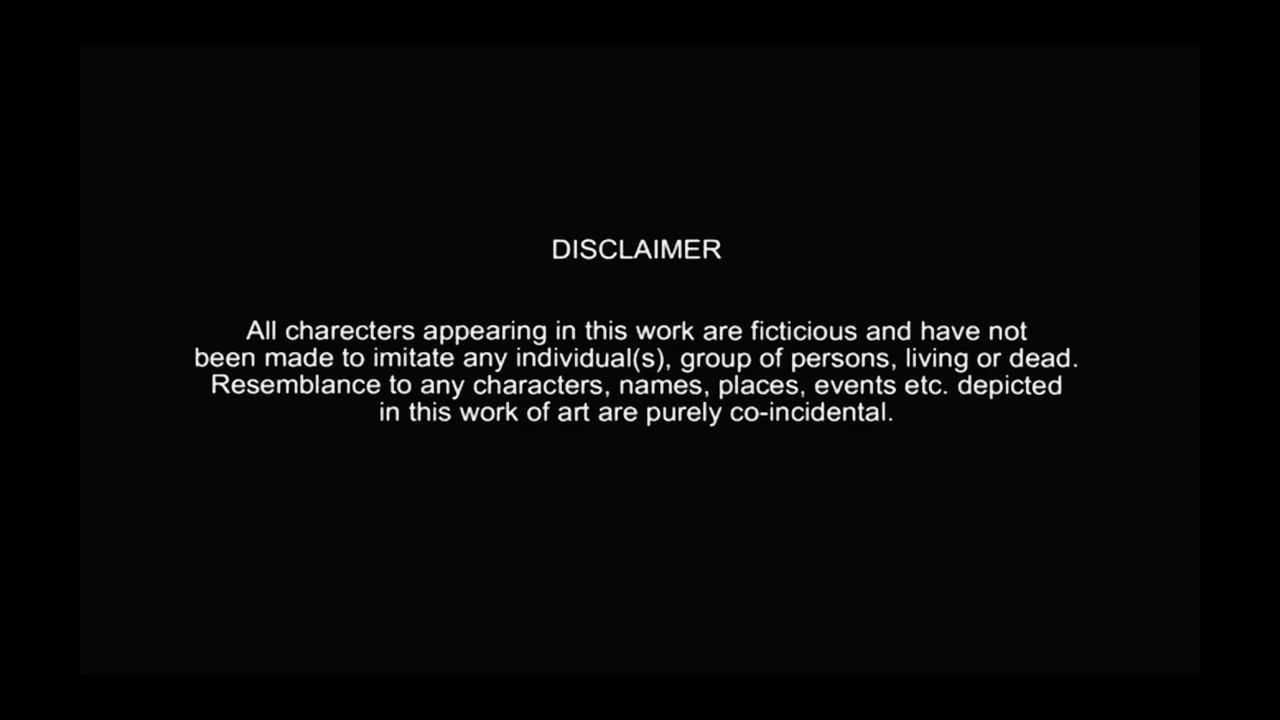 DISCLAIMER
All charecters appearing in this work are ficticious and have not
been made to imitate any individual(s), group of persons, living or dead.
Resemblance to any characters, names, places, events etc. depicted
in this work of art are purely co-incidental.